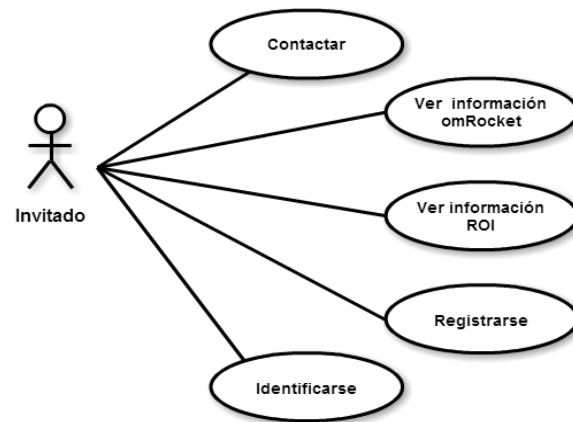 Contactar
Ver información
omRocket
Invitado
Ver información
ROI
Registrarse
Identificarse